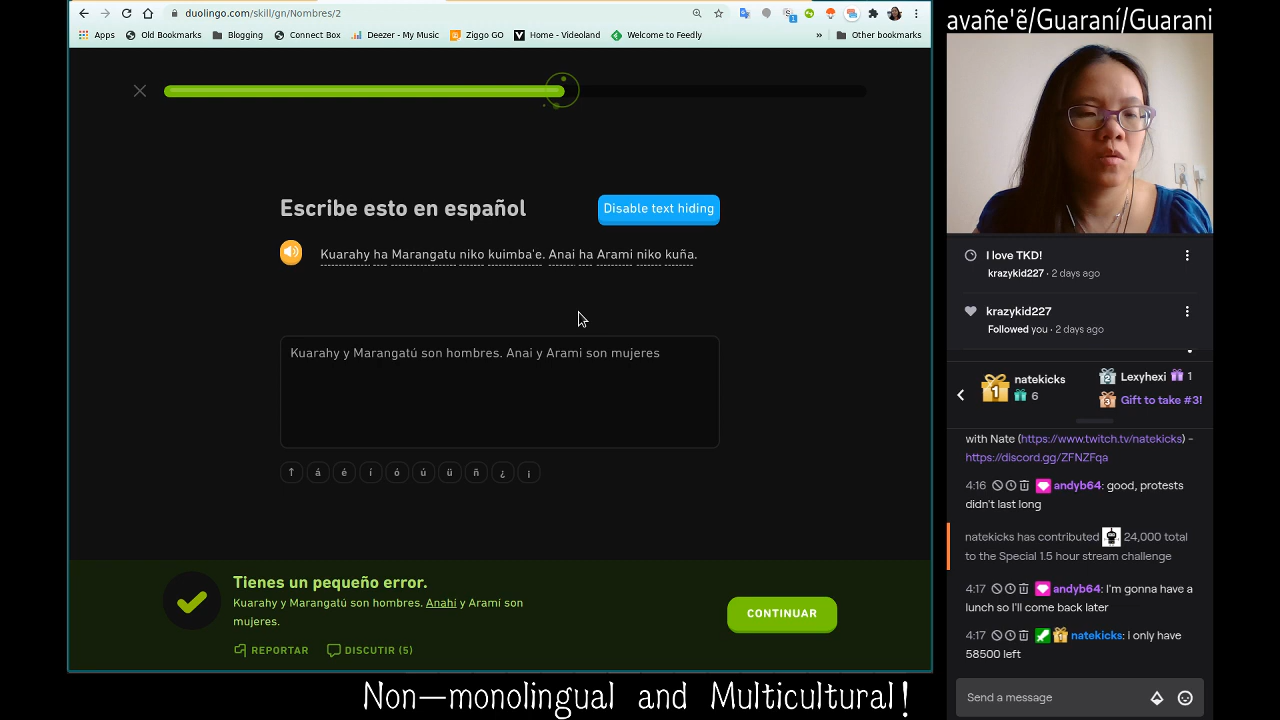 duolingo.com/skill/gn/Nombres/2
Apps Old Bookmarks Blogging Connect Box Deezer - My Music Ziggo GO Home - Videoland Welcome to Feedly » Other bookmarks
Escribe esto en español
Disable text hiding
Kuarahy ha Marangatu niko kuimba'e. Anai ha Arami niko kuña.
Kuarahy y Marangatú son hombres. Anai y Arami son mujeres
↑ á é í ó ú ü ñ ¿ ¡
Tienes un pequeño error.
Kuarahy y Marangatú son hombres. Anahí y Arami son
mujeres.
REPORTAR DISCUTIR (5)
CONTINUAR
avañe'ẽ/Guaraní/Guarani
I love TKD!
krazykid227 · 2 days ago
krazykid227
Followed you · 2 days ago
natekicks
6
Lexyhexi 1
Gift to take #3!
with Nate (https://www.twitch.tv/natekicks) -
https://discord.gg/ZFNZFqa
4:16 andyb64: good, protests
didn't last long
natekicks has contributed 24,000 total
to the Special 1.5 hour stream challenge
4:17 andyb64: I'm gonna have a
lunch so I'll come back later
4:17 natekicks: i only have
58500 left
Send a message
Non-monolingual and Multicultural!